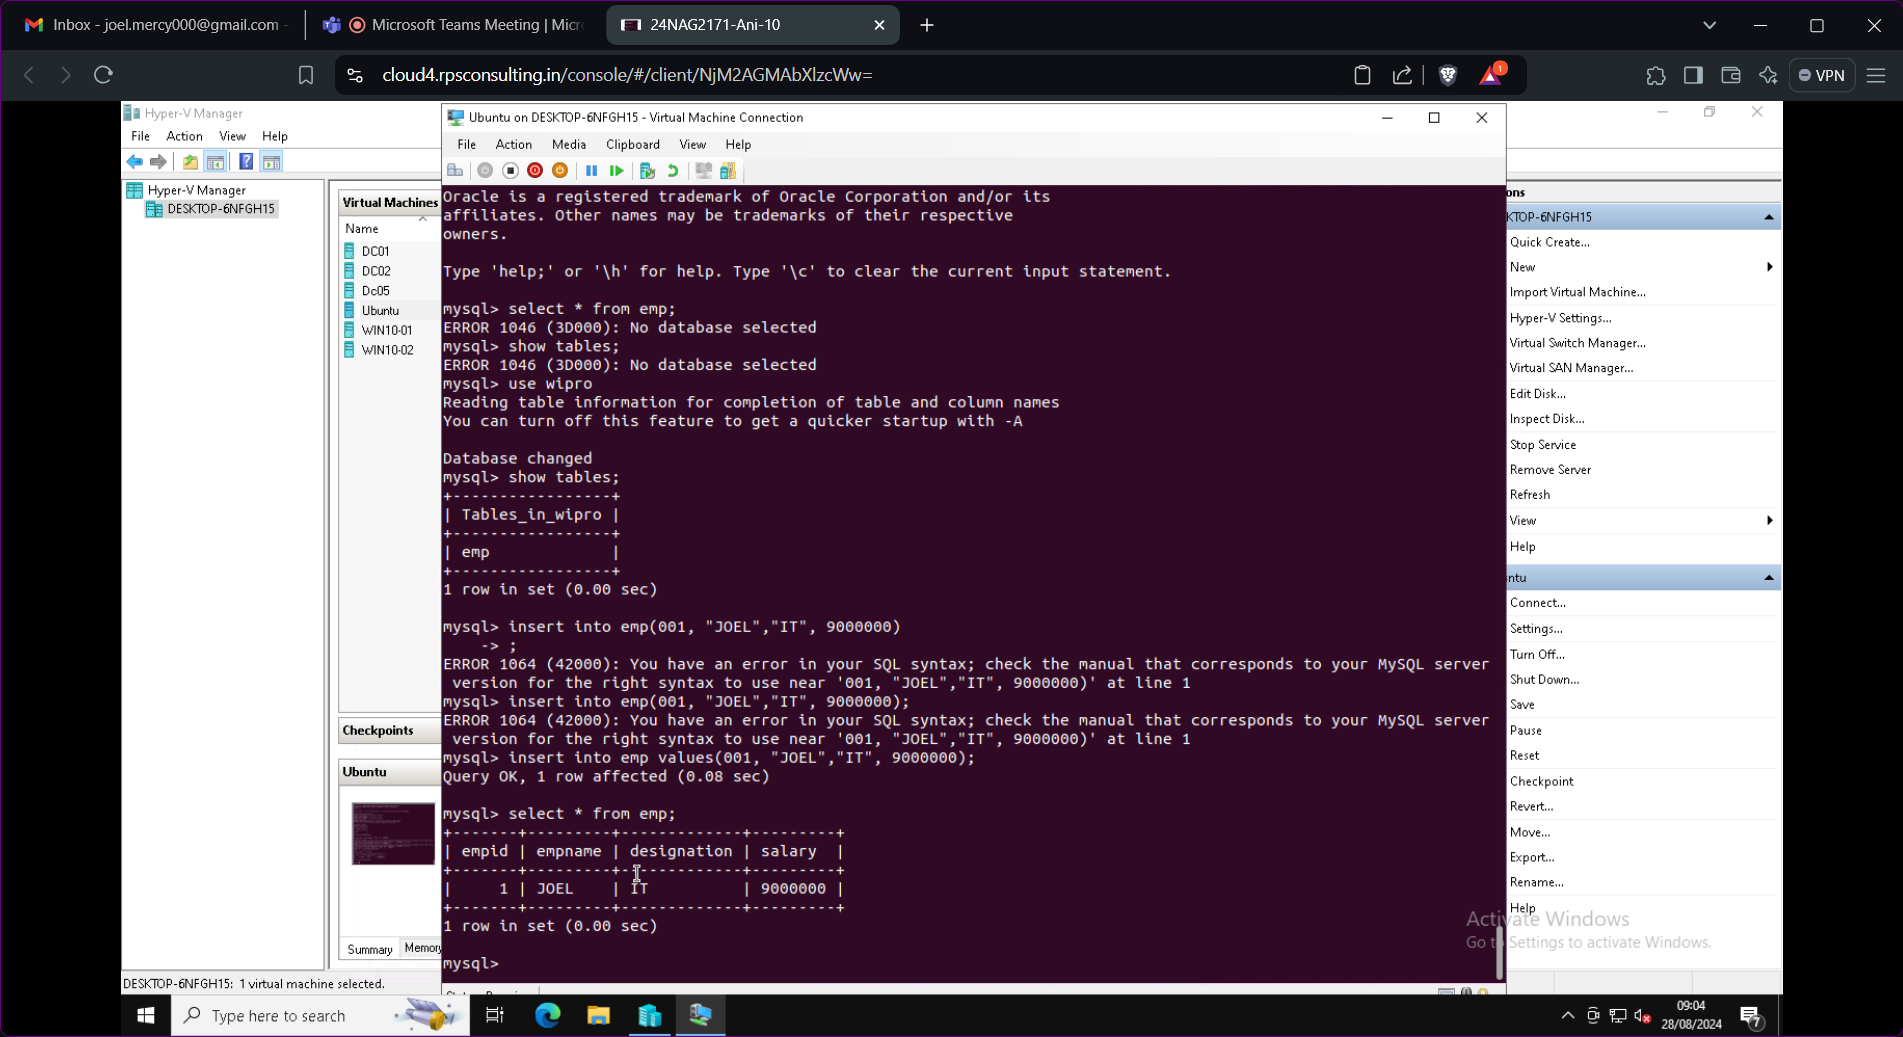 Inbox - joel.mercy000@gmail.com -
Microsoft Teams Meeting | Micr
24NAG2171-Ani-10
cloud4.rpsconsulting.in/console/#/client/NjM2AGMAbXlzcWw=
1
VPN
Hyper-V Manager
File Action View Help
Hyper-V Manager
DESKTOP-6NFGH15
Virtual Machines
Name
DC01
DC02
Dc05
Ubuntu
WIN10-01
WIN10-02
Checkpoints
Ubuntu
Summary Memory
DESKTOP-6NFGH15: 1 virtual machine selected.
Ubuntu on DESKTOP-6NFGH15 - Virtual Machine Connection
File Action Media Clipboard View Help
Oracle is a registered trademark of Oracle Corporation and/or its
affiliates. Other names may be trademarks of their respective
owners.
Type 'help;' or '\h' for help. Type '\c' to clear the current input statement.
mysql> select * from emp;
ERROR 1046 (3D000): No database selected
mysql> show tables;
ERROR 1046 (3D000): No database selected
mysql> use wipro
Reading table information for completion of table and column names
You can turn off this feature to get a quicker startup with -A
Database changed
mysql> show tables;
+-----------------+
| Tables_in_wipro |
+-----------------+
| emp             |
+-----------------+
1 row in set (0.00 sec)
mysql> insert into emp(001, "JOEL","IT", 9000000)
    -> ;
ERROR 1064 (42000): You have an error in your SQL syntax; check the manual that corresponds to your MySQL server
 version for the right syntax to use near '001, "JOEL","IT", 9000000)' at line 1
mysql> insert into emp(001, "JOEL","IT", 9000000);
ERROR 1064 (42000): You have an error in your SQL syntax; check the manual that corresponds to your MySQL server
 version for the right syntax to use near '001, "JOEL","IT", 9000000)' at line 1
mysql> insert into emp values(001, "JOEL","IT", 9000000);
Query OK, 1 row affected (0.08 sec)
mysql> select * from emp;
+-------+---------+-------------+---------+
| empid | empname | designation | salary  |
+-------+---------+-------------+---------+
|     1 | JOEL    | IT          | 9000000 |
+-------+---------+-------------+---------+
1 row in set (0.00 sec)
mysql>
ons
KTOP-6NFGH15
Quick Create...
New
Import Virtual Machine...
Hyper-V Settings...
Virtual Switch Manager...
Virtual SAN Manager...
Edit Disk...
Inspect Disk...
Stop Service
Remove Server
Refresh
View
Help
ntu
Connect...
Settings...
Turn Off...
Shut Down...
Save
Pause
Reset
Checkpoint
Revert...
Move...
Export...
Rename...
Help
Activate Windows
Go to Settings to activate Windows.
Type here to search
09:04
28/08/2024
7